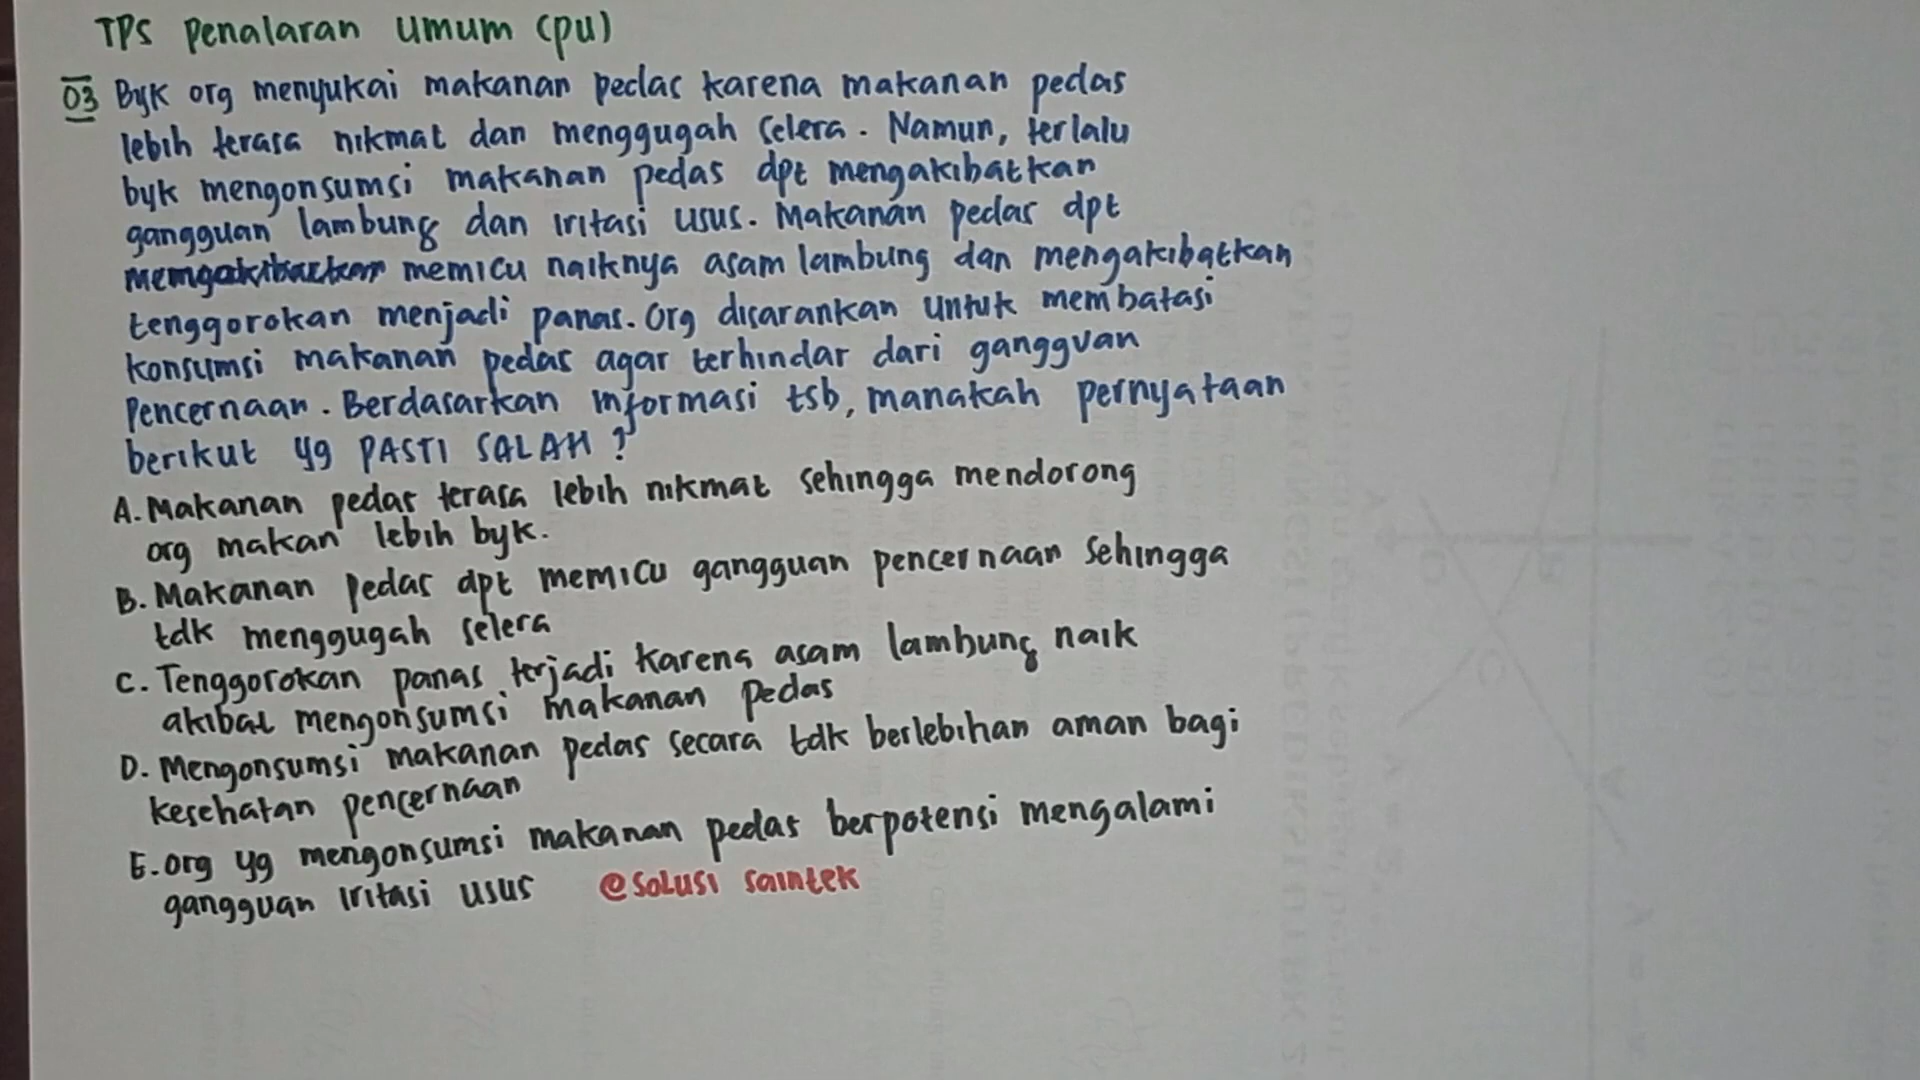 TPS Penalaran Umum (PU)
03 Byk org menyukai makanan pedas karena makanan pedas
lebih terasa nikmat dan menggugah selera. Namun, terlalu
byk mengonsumsi makanan pedas dpt mengakibatkan
gangguan lambung dan iritasi usus. Makanan pedas dpt
memicu naiknya asam lambung dan mengakibatkan
tenggorokan menjadi panas. Org disarankan untuk membatasi
konsumsi makanan pedas agar terhindar dari gangguan
Pencernaan. Berdasarkan informasi tsb, manakah pernyataan
berikut yg PASTI SALAH?
A. Makanan pedas terasa lebih nikmat sehingga mendorong
org makan lebih byk.
B. Makanan pedas dpt memicu gangguan pencernaan sehingga
tdk menggugah selera
C. Tenggorokan panas terjadi karena asam lambung naik
akibat mengonsumsi makanan pedas
D. Mengonsumsi makanan pedas secara tdk berlebihan aman bagi
kesehatan pencernaan
E. org yg mengonsumsi makanan pedas berpotensi mengalami
gangguan iritasi usus @solusi saintek